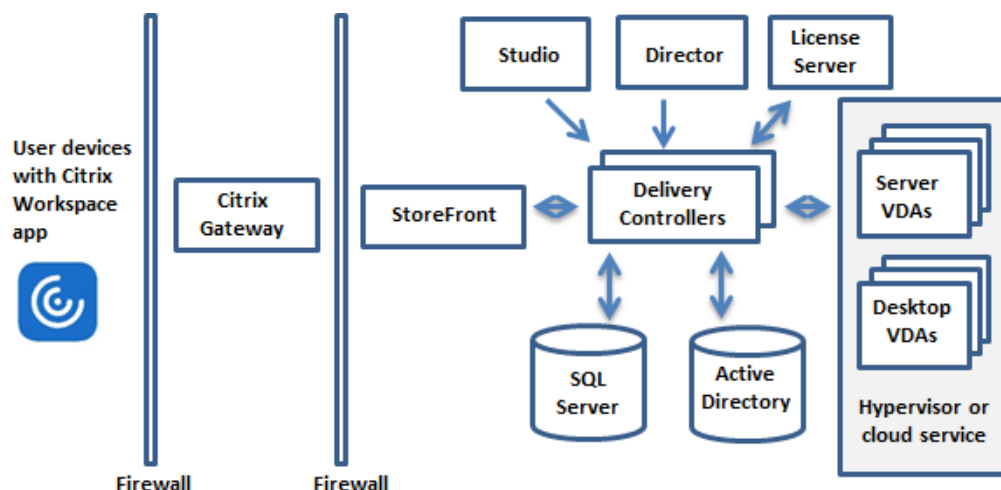 User devices
with Citrix
Workspace
app
Citrix
Gateway
StoreFront
Studio
Director
License
Server
Delivery
Controllers
SQL
Server
Active
Directory
Server
VDAs
Desktop
VDAs
Hypervisor or
cloud service
Firewall
Firewall